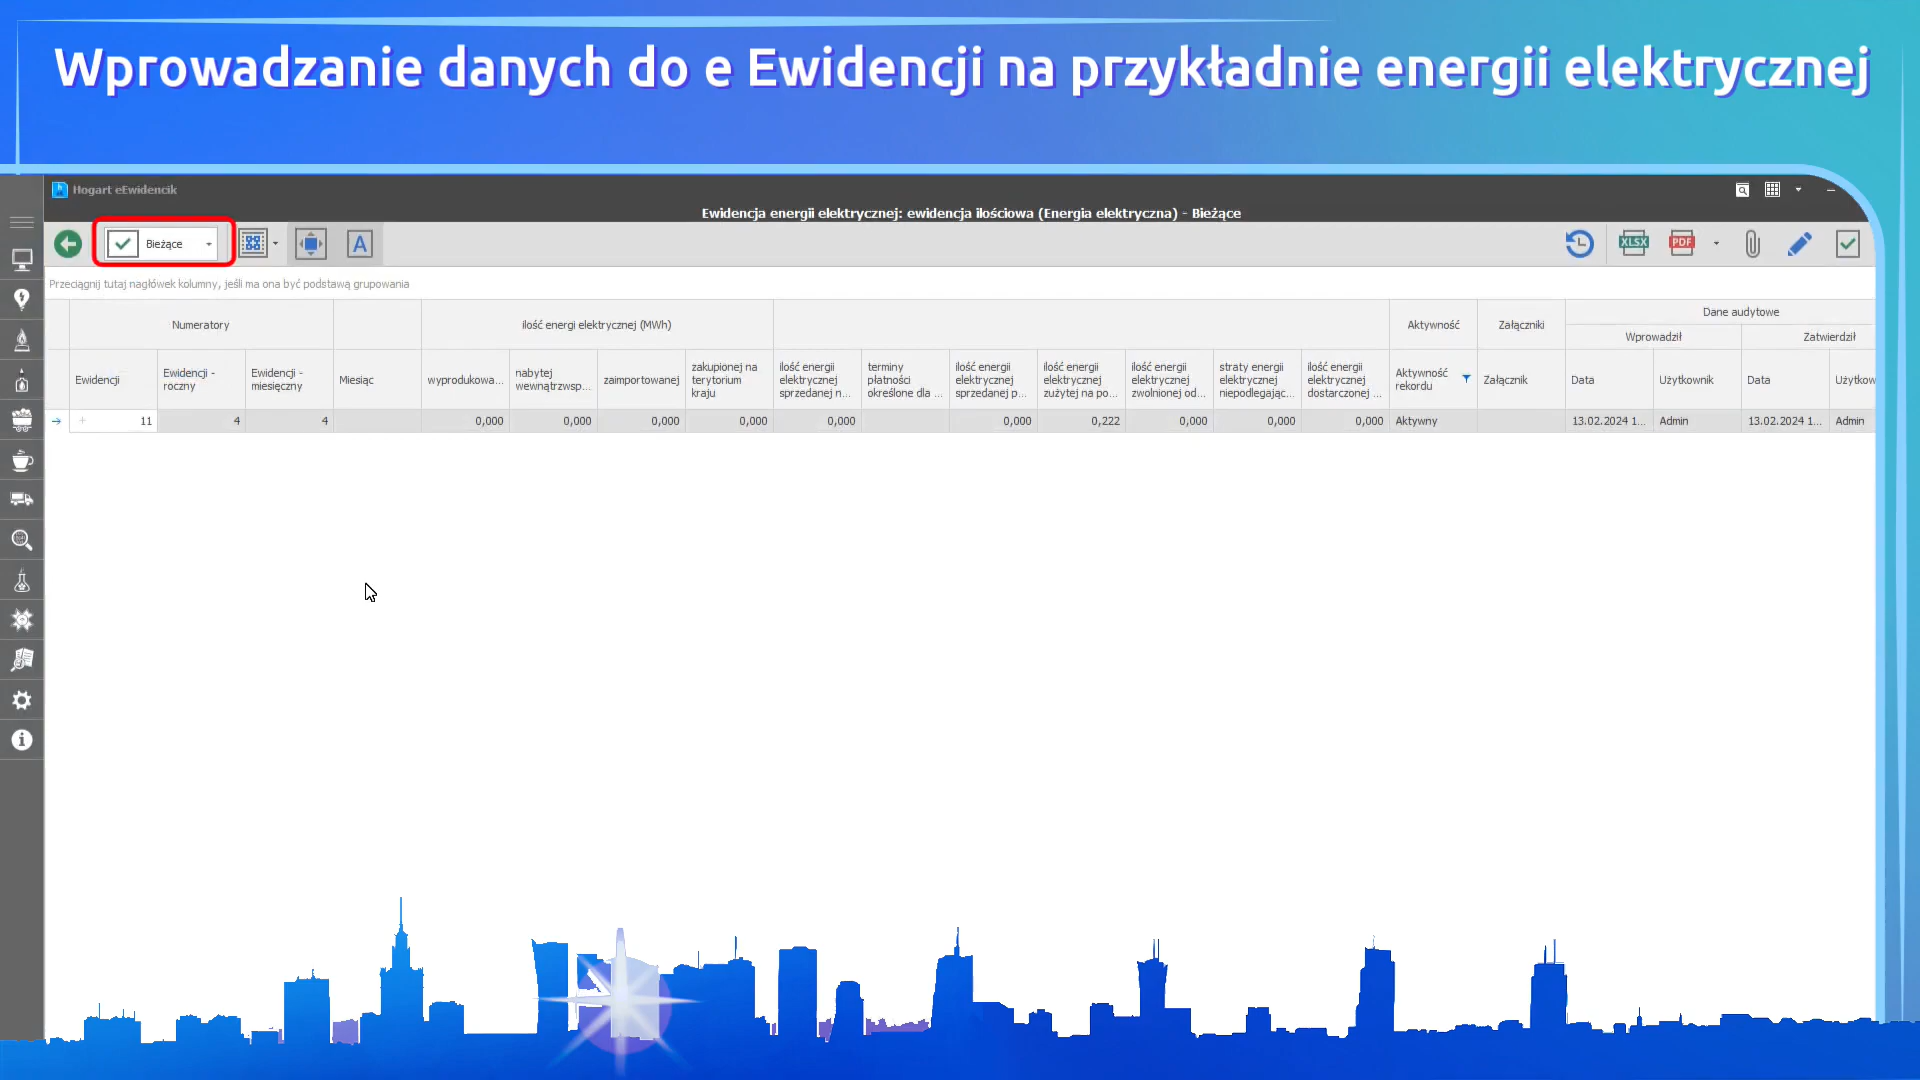 Wprowadzanie danych do e Ewidencji na przykładnie energii elektrycznej
Hogart eEwidencik
Ewidencja energii elektrycznej: ewidencja ilościowa (Energia elektryczna) - Bieżące
Bieżące
A
XLSX
PDF
Przeciągnij tutaj nagłówek kolumny, jeśli ma ona być podstawą grupowania
Numeratory
ilość energi elektrycznej (MWh)
Aktywność
Załączniki
Dane audytowe
Wprowadził
Zatwierdził
Ewidencji
Ewidencji -
roczny
Ewidencji -
miesięczny
Miesiąc
wyprodukowa...
nabytej
wewnątrzwsp...
zaimportowanej
zakupionej na
terytorium
kraju
ilość energii
elektrycznej
sprzedanej n...
terminy
płatności
określone dla ...
ilość energii
elektrycznej
sprzedanej p...
ilość energii
elektrycznej
zużytej na po...
ilość energii
elektrycznej
zwolnionej od...
straty energii
elektrycznej
niepodlegając...
ilość energii
elektrycznej
dostarczonej ...
Aktywność
rekordu
Załącznik
Data
Użytkownik
Data
Użytkow
11 4 4 0,000 0,000 0,000 0,000 0,000 0,000 0,222 0,000 0,000 0,000 Aktywny 13.02.2024 1... Admin 13.02.2024 1... Admin